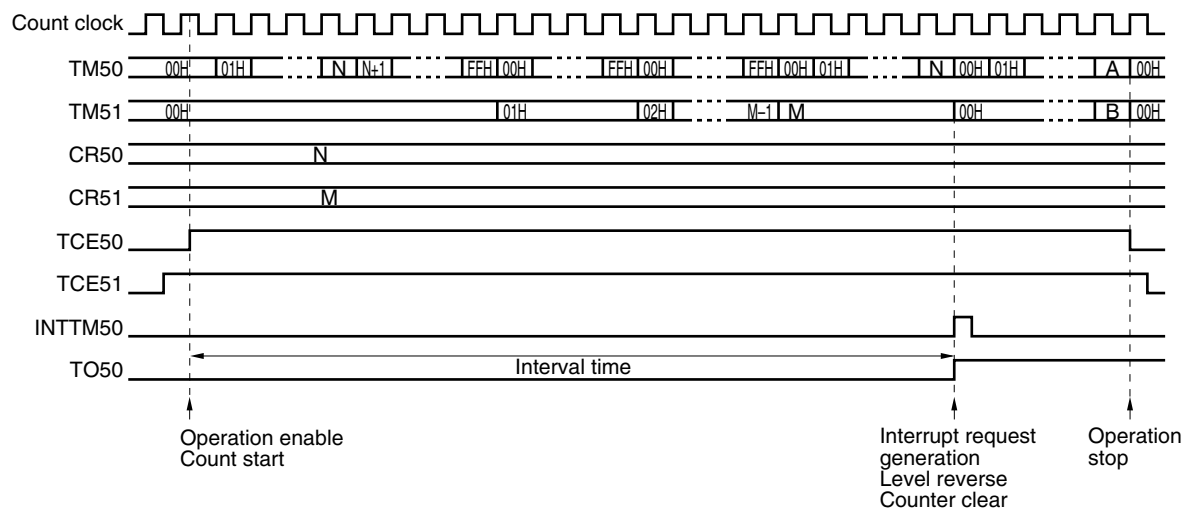 Count clock
TM50 00H 01H N N+1 FFH 00H FFH 00H FFH 00H 01H N 00H 01H A 00H
TM51 00H 01H 02H M−1 M 00H B 00H
CR50 N
CR51 M
TCE50
TCE51
INTTM50
TO50 Interval time
Operation enable
Count start
Interrupt request
generation
Level reverse
Counter clear
Operation
stop